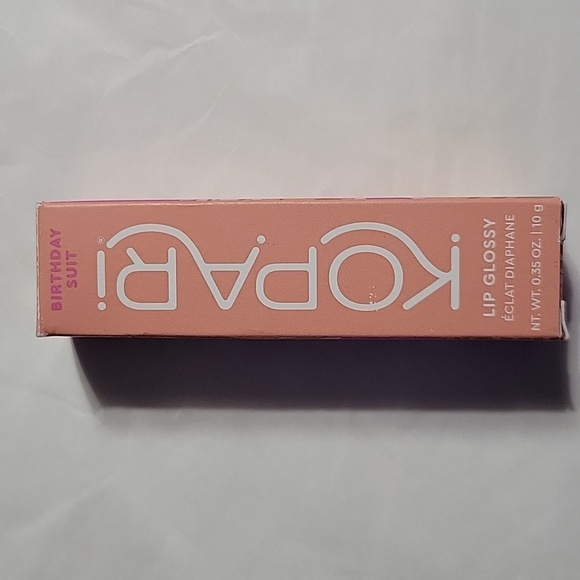 BIRTHDAY
SUIT
KOPARI®
LIP GLOSSY
ÉCLAT DIAPHANE
NT. WT. 0.35 OZ. | 10 g